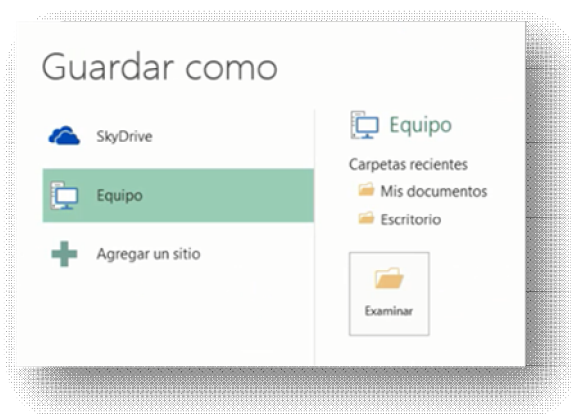 Guardar como
SkyDrive
Equipo
Agregar un sitio
Equipo
Carpetas recientes
Mis documentos
Escritorio
Examinar